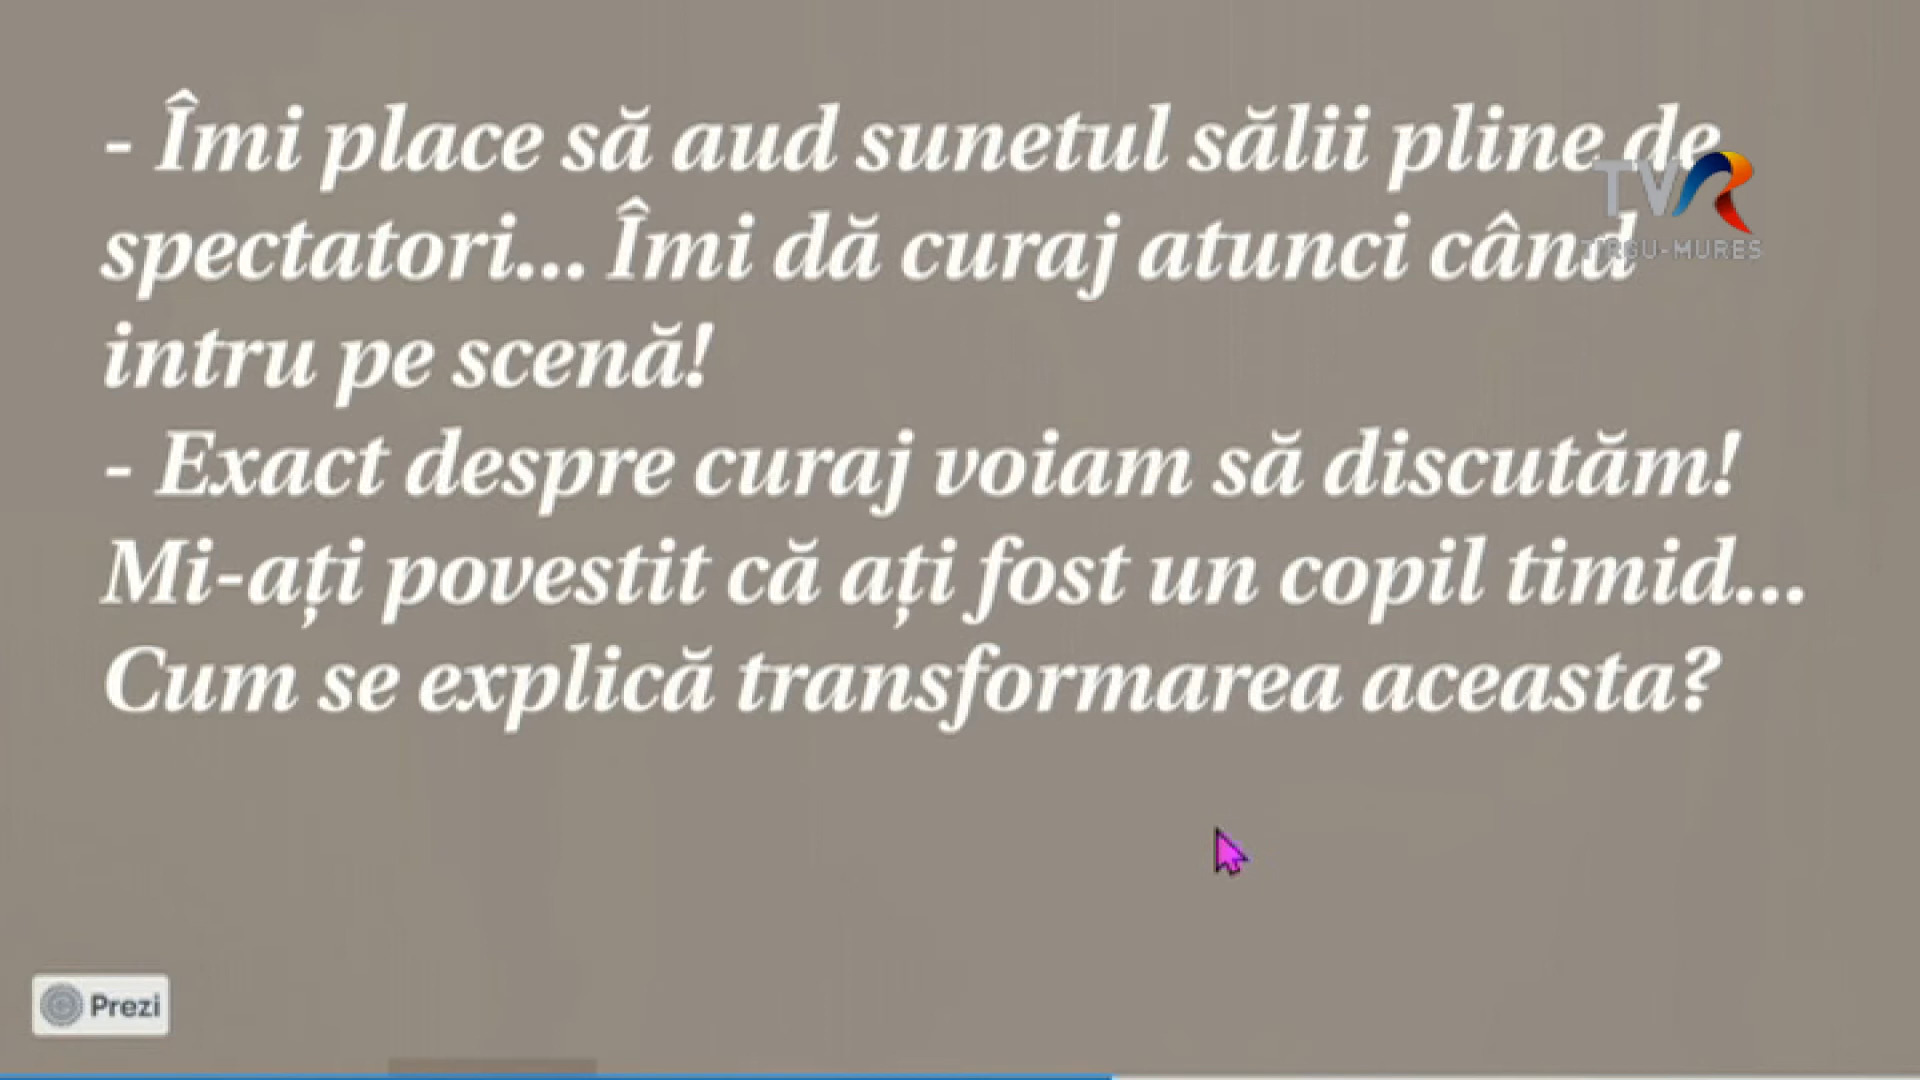 - Îmi place să aud sunetul sălii pline de
spectatori... Îmi dă curaj atunci când
intru pe scenă!
- Exact despre curaj voiam să discutăm!
Mi-ați povestit că ați fost un copil timid...
Cum se explică transformarea aceasta?
TVR
TÎRGU-MURES
Prezi